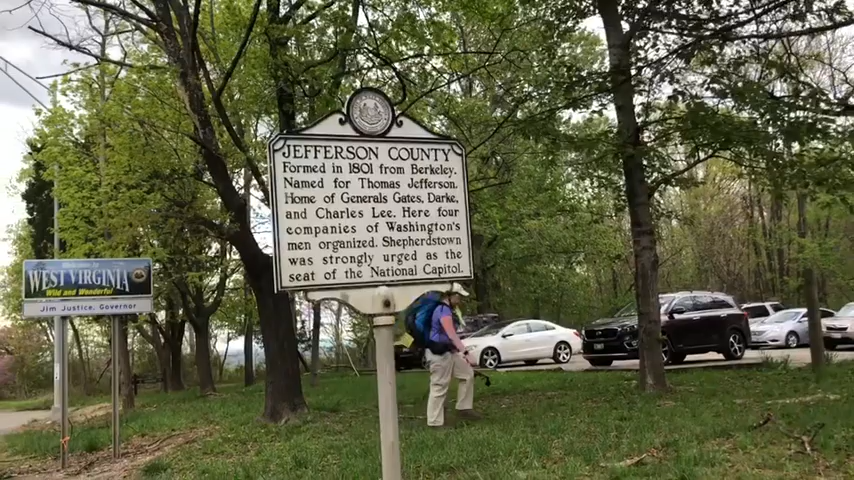 JEFFERSON COUNTY
Formed in 1801 from Berkeley.
Named for Thomas Jefferson.
Home of Generals Gates, Darke,
and Charles Lee. Here four
companies of Washington's
men organized. Shepherdstown
was strongly urged as the
seat of the National Capitol.
WEST VIRGINIA
Wild and Wonderful
Jim Justice, Governor